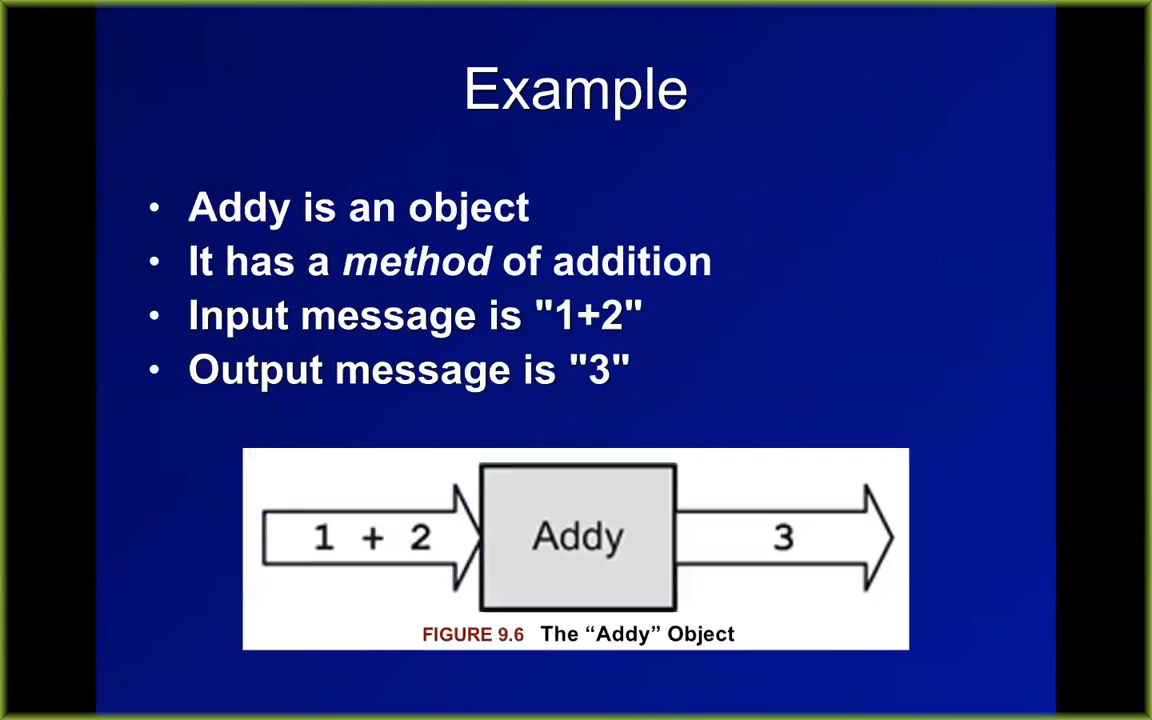 Example
• Addy is an object
• It has a method of addition
• Input message is "1+2"
• Output message is "3"
1 + 2 Addy 3
FIGURE 9.6 The “Addy” Object